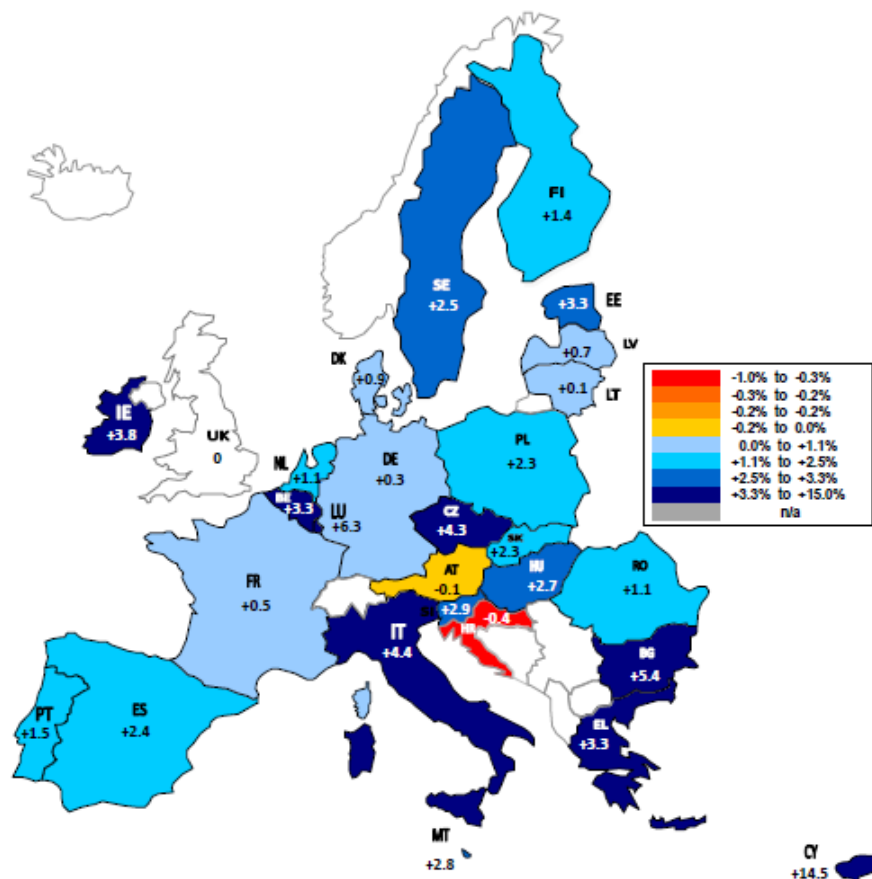 FI
+1.4
SE
+2.5
+3.3 EE
LV
+0.7
DK
+0.9
+0.1 LT
-1.0% to -0.3%
-0.3% to -0.2%
-0.2% to -0.2%
-0.2% to 0.0%
0.0% to +1.1%
+1.1% to +2.5%
+2.5% to +3.3%
+3.3% to +15.0%
n/a
IE
+3.8
UK
0
NL
+1.1
DE
+0.3
PL
+2.3
BE
+3.3
LU
+6.3
CZ
+4.3
SK
+2.3
AT
-0.1
HU
+2.7
RO
+1.1
FR
+0.5
SI
+2.9
HR
-0.4
IT
+4.4
BG
+5.4
PT
+1.5
ES
+2.4
EL
+3.3
MT
+2.8
CY
+14.5